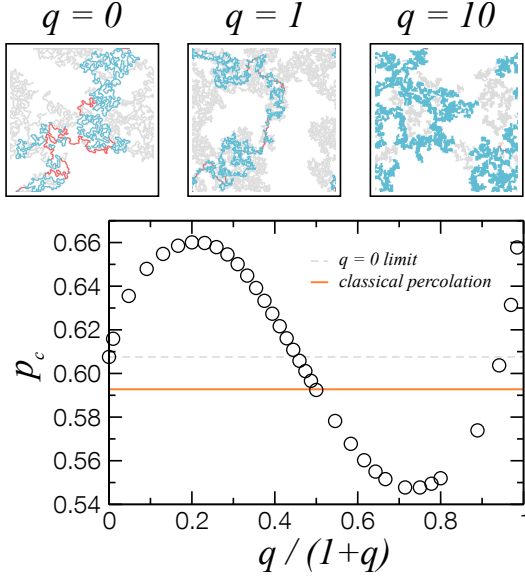 q = 0 q = 1 q = 10
0.66
0.64
0.62
0.60
0.58
0.56
0.54
p_c
q = 0 limit
classical percolation
0 0.2 0.4 0.6 0.8 1
q / (1+q)